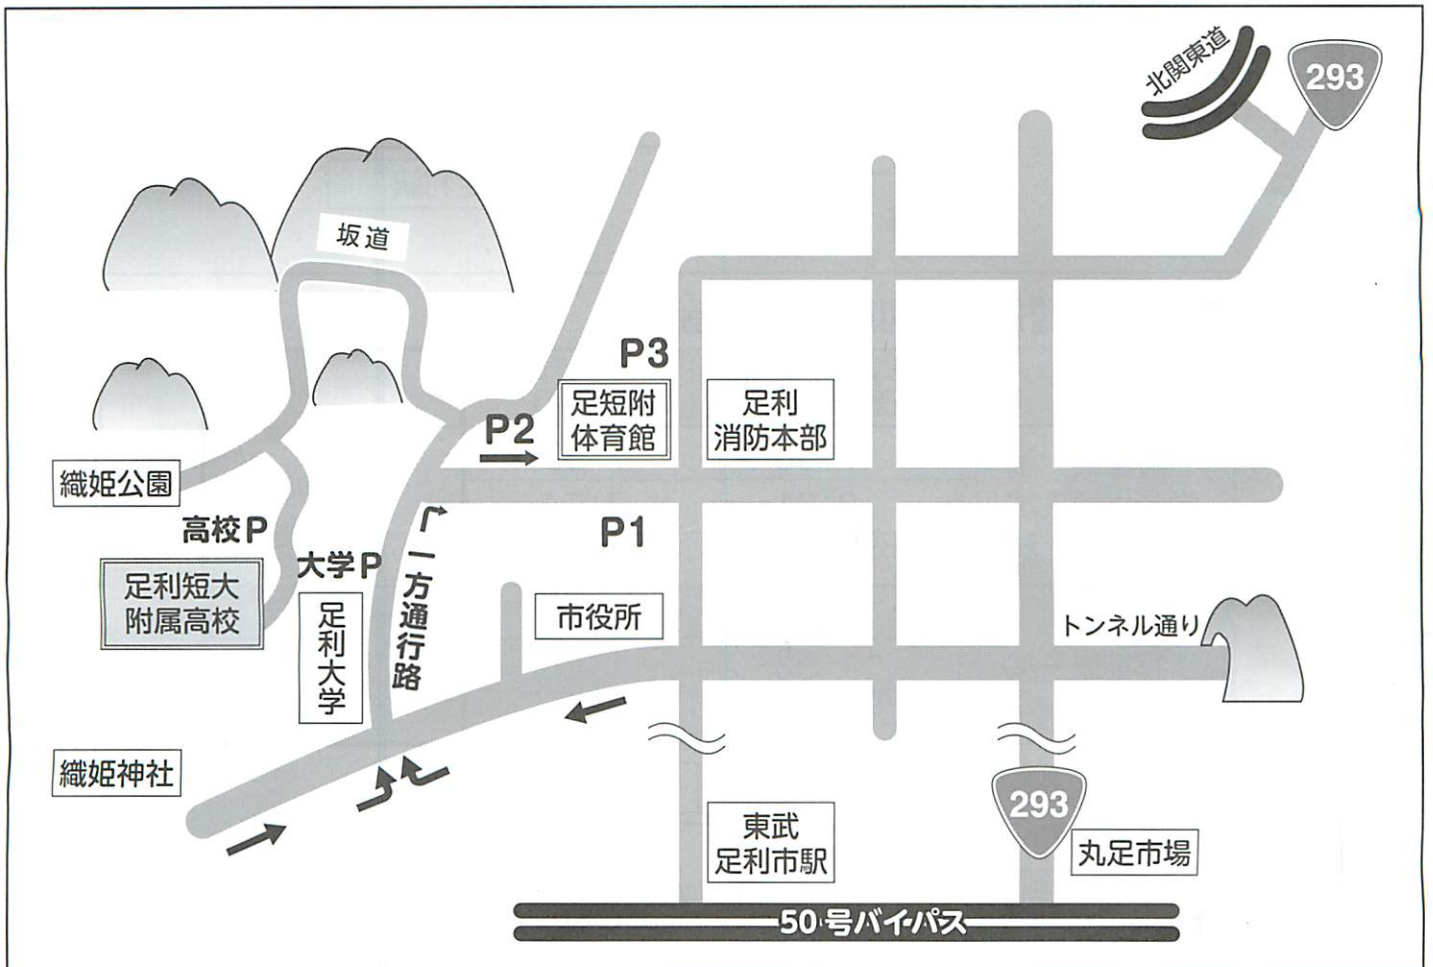 北関東道
293
坂道
P3
足短附
体育館
足利
消防本部
P2
織姫公園
高校P
P1
大学P
一方通行路
足利短大
附属高校
足利大学
市役所
トンネル通り
織姫神社
293
東武
足利市駅
丸足市場
50号バイパス